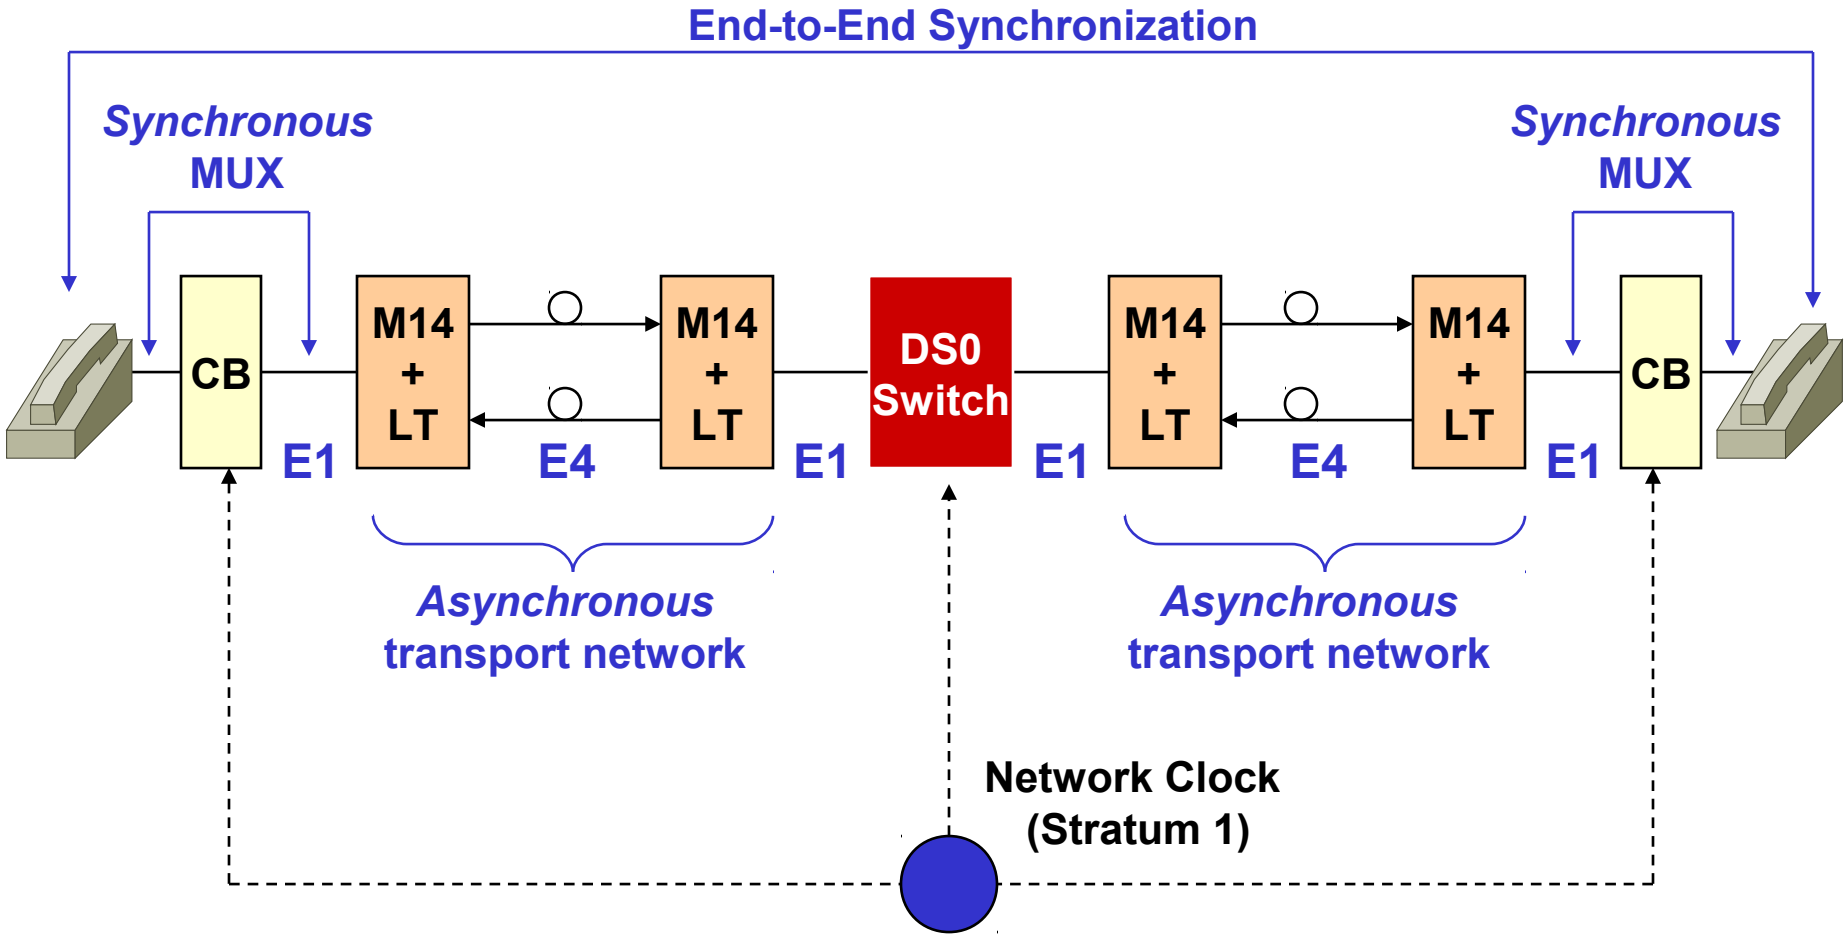 End-to-End Synchronization
Synchronous
MUX
Synchronous
MUX
CB
M14
+
LT
M14
+
LT
DS0
Switch
M14
+
LT
M14
+
LT
CB
E1
E4
E1
E1
E4
E1
Asynchronous
transport network
Asynchronous
transport network
Network Clock
(Stratum 1)